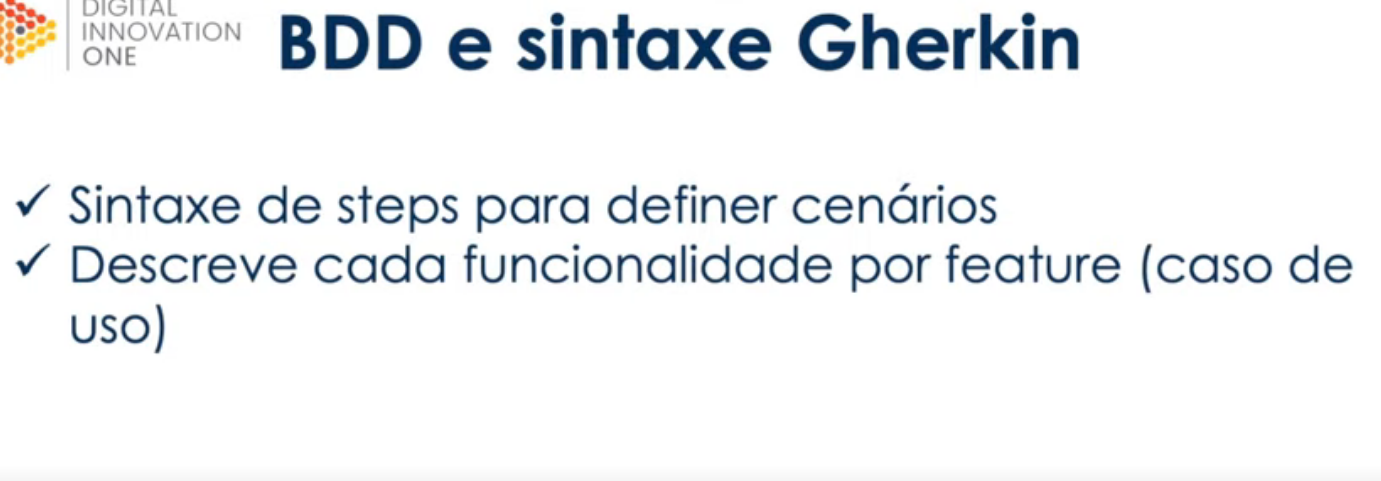 DIGITAL
INNOVATION
ONE
BDD e sintaxe Gherkin
✓ Sintaxe de steps para definer cenários
✓ Descreve cada funcionalidade por feature (caso de
uso)